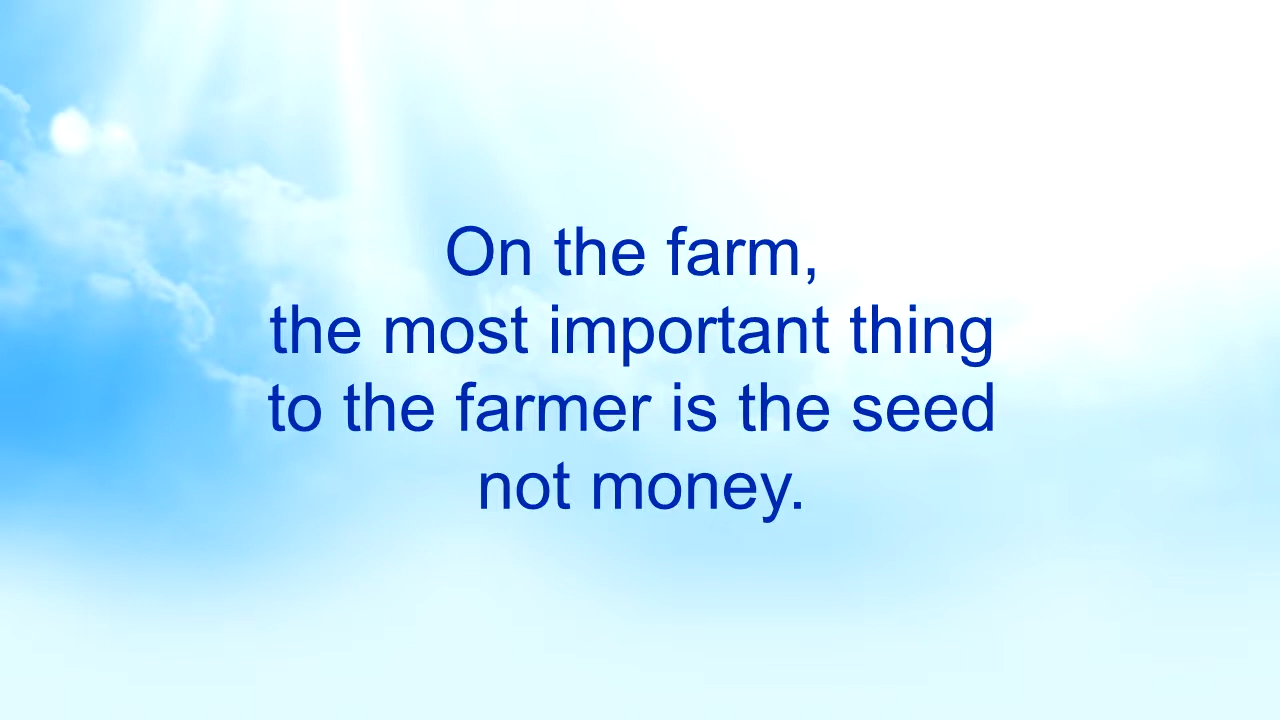 On the farm,
the most important thing
to the farmer is the seed
not money.